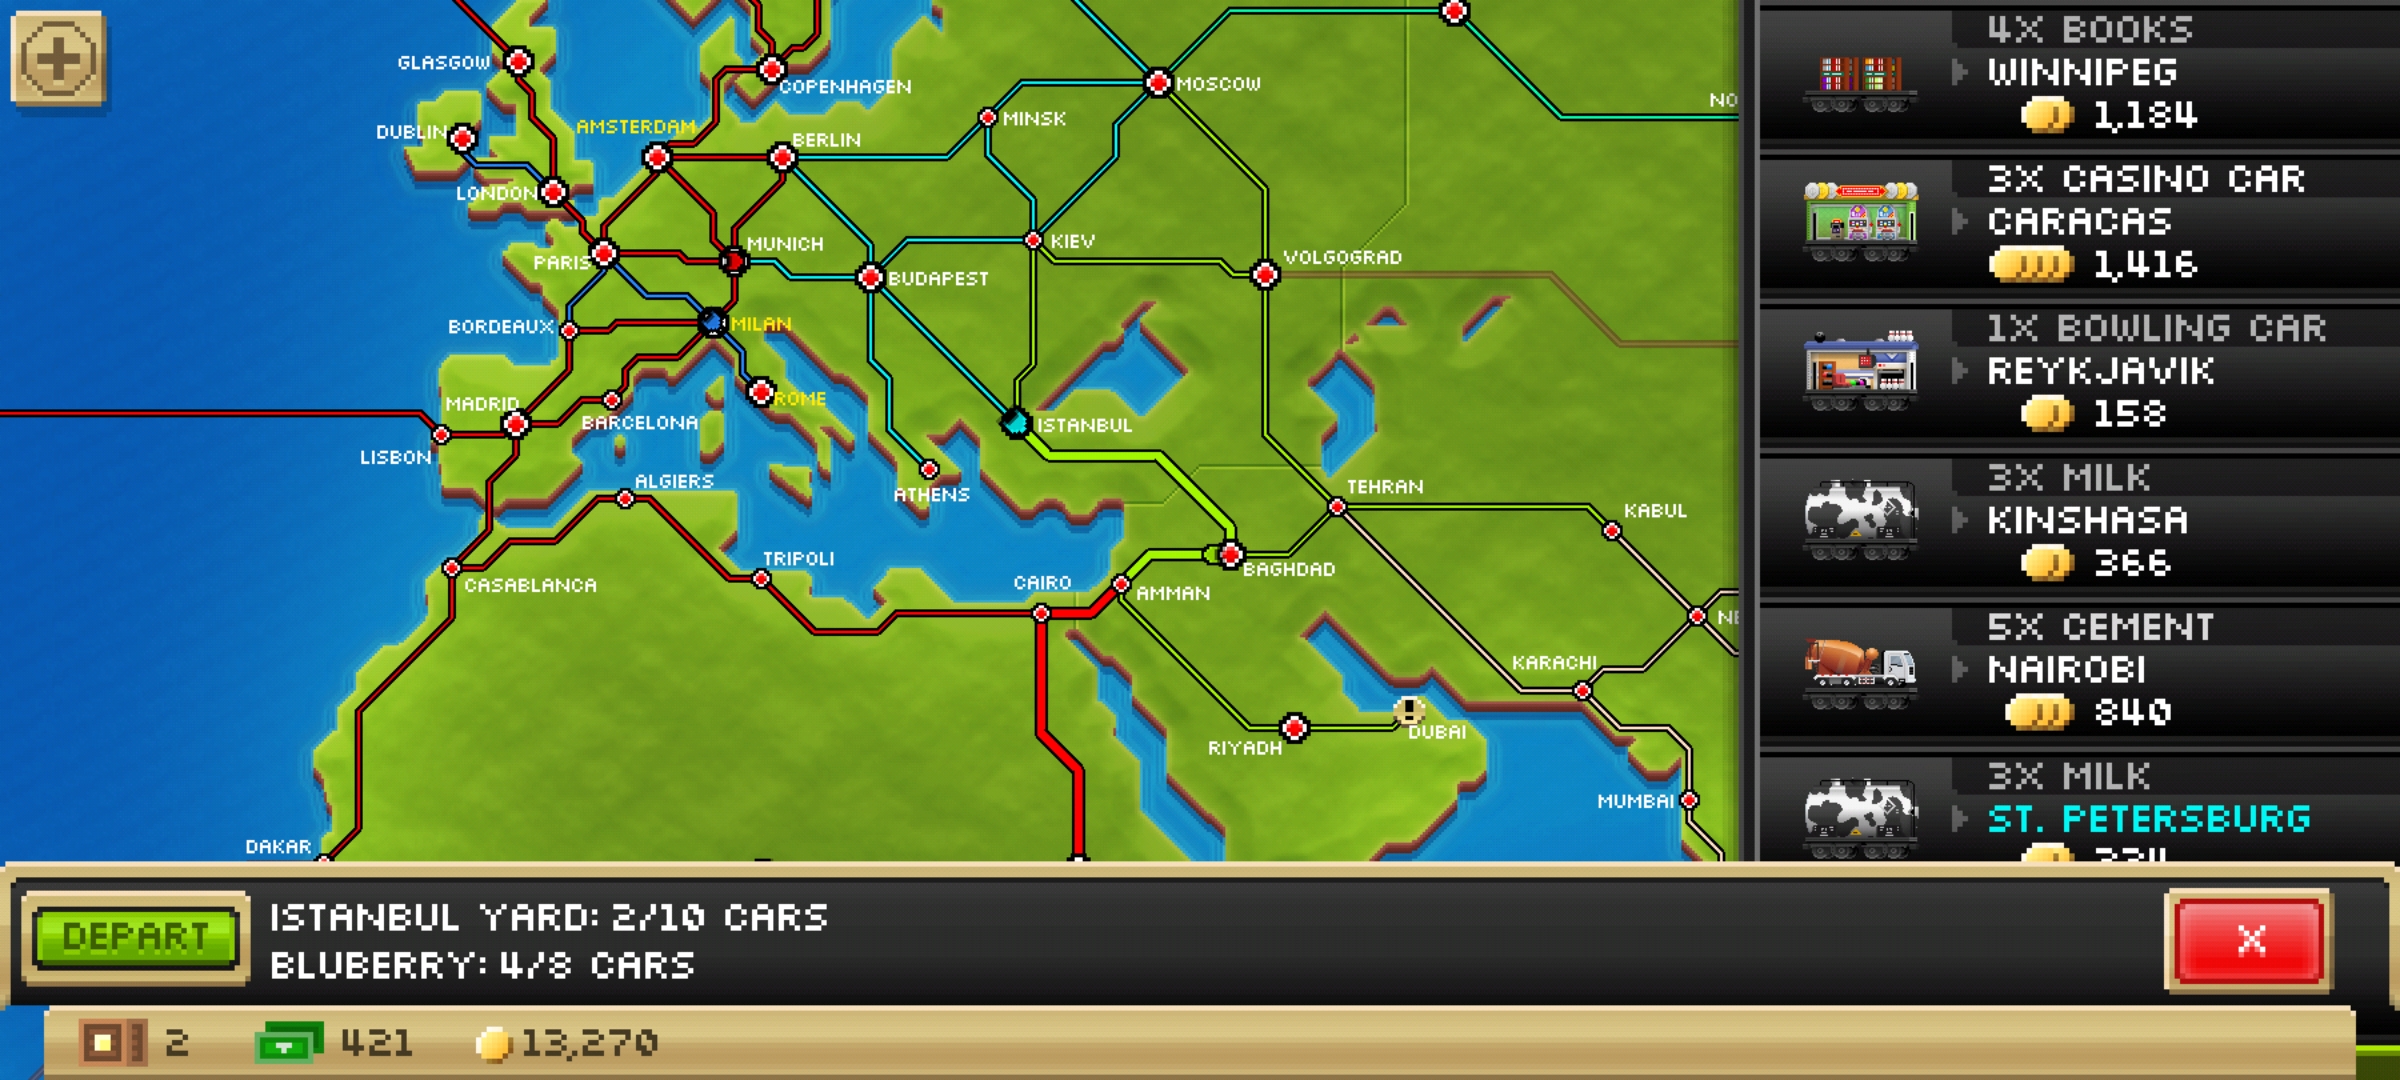 GLASGOW
COPENHAGEN
MOSCOW
NO
MINSK
DUBLIN
AMSTERDAM
BERLIN
LONDON
PARIS
MUNICH
KIEV
BUDAPEST
VOLGOGRAD
BORDEAUX
MILAN
MADRID
ROME
BARCELONA
ISTANBUL
LISBON
ALGIERS
ATHENS
TEHRAN
KABUL
TRIPOLI
CASABLANCA
CAIRO
AMMAN
BAGHDAD
NE
KARACHI
RIYADH
DUBAI
MUMBAI
DAKAR
4X BOOKS
WINNIPEG
1,184
3X CASINO CAR
CARACAS
1,416
1X BOWLING CAR
REYKJAVIK
158
3X MILK
KINSHASA
366
5X CEMENT
NAIROBI
840
3X MILK
ST. PETERSBURG
DEPART
ISTANBUL YARD: 2/10 CARS
BLUBERRY: 4/8 CARS
X
2
421
13,270